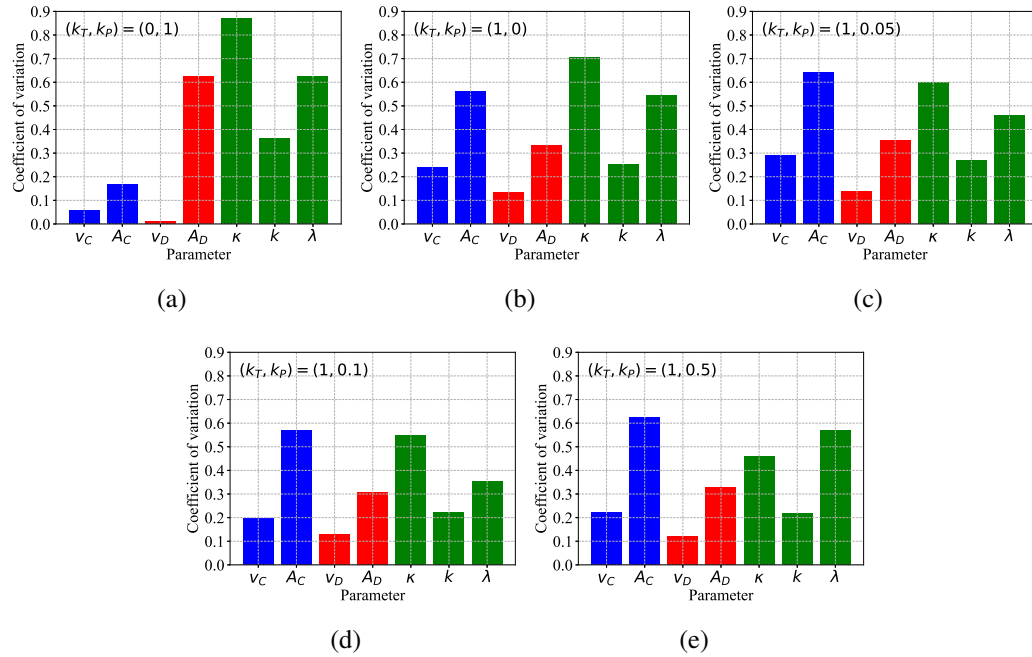 (k_T, k_P) = (0, 1)
Coefficient of variation
0.9
0.8
0.7
0.6
0.5
0.4
0.3
0.2
0.1
0.0
v_C A_C v_D A_D κ k λ
Parameter
(a)
(k_T, k_P) = (1, 0)
Coefficient of variation
0.9
0.8
0.7
0.6
0.5
0.4
0.3
0.2
0.1
0.0
v_C A_C v_D A_D κ k λ
Parameter
(b)
(k_T, k_P) = (1, 0.05)
Coefficient of variation
0.9
0.8
0.7
0.6
0.5
0.4
0.3
0.2
0.1
0.0
v_C A_C v_D A_D κ k λ
Parameter
(c)
(k_T, k_P) = (1, 0.1)
Coefficient of variation
0.9
0.8
0.7
0.6
0.5
0.4
0.3
0.2
0.1
0.0
v_C A_C v_D A_D κ k λ
Parameter
(d)
(k_T, k_P) = (1, 0.5)
Coefficient of variation
0.9
0.8
0.7
0.6
0.5
0.4
0.3
0.2
0.1
0.0
v_C A_C v_D A_D κ k λ
Parameter
(e)